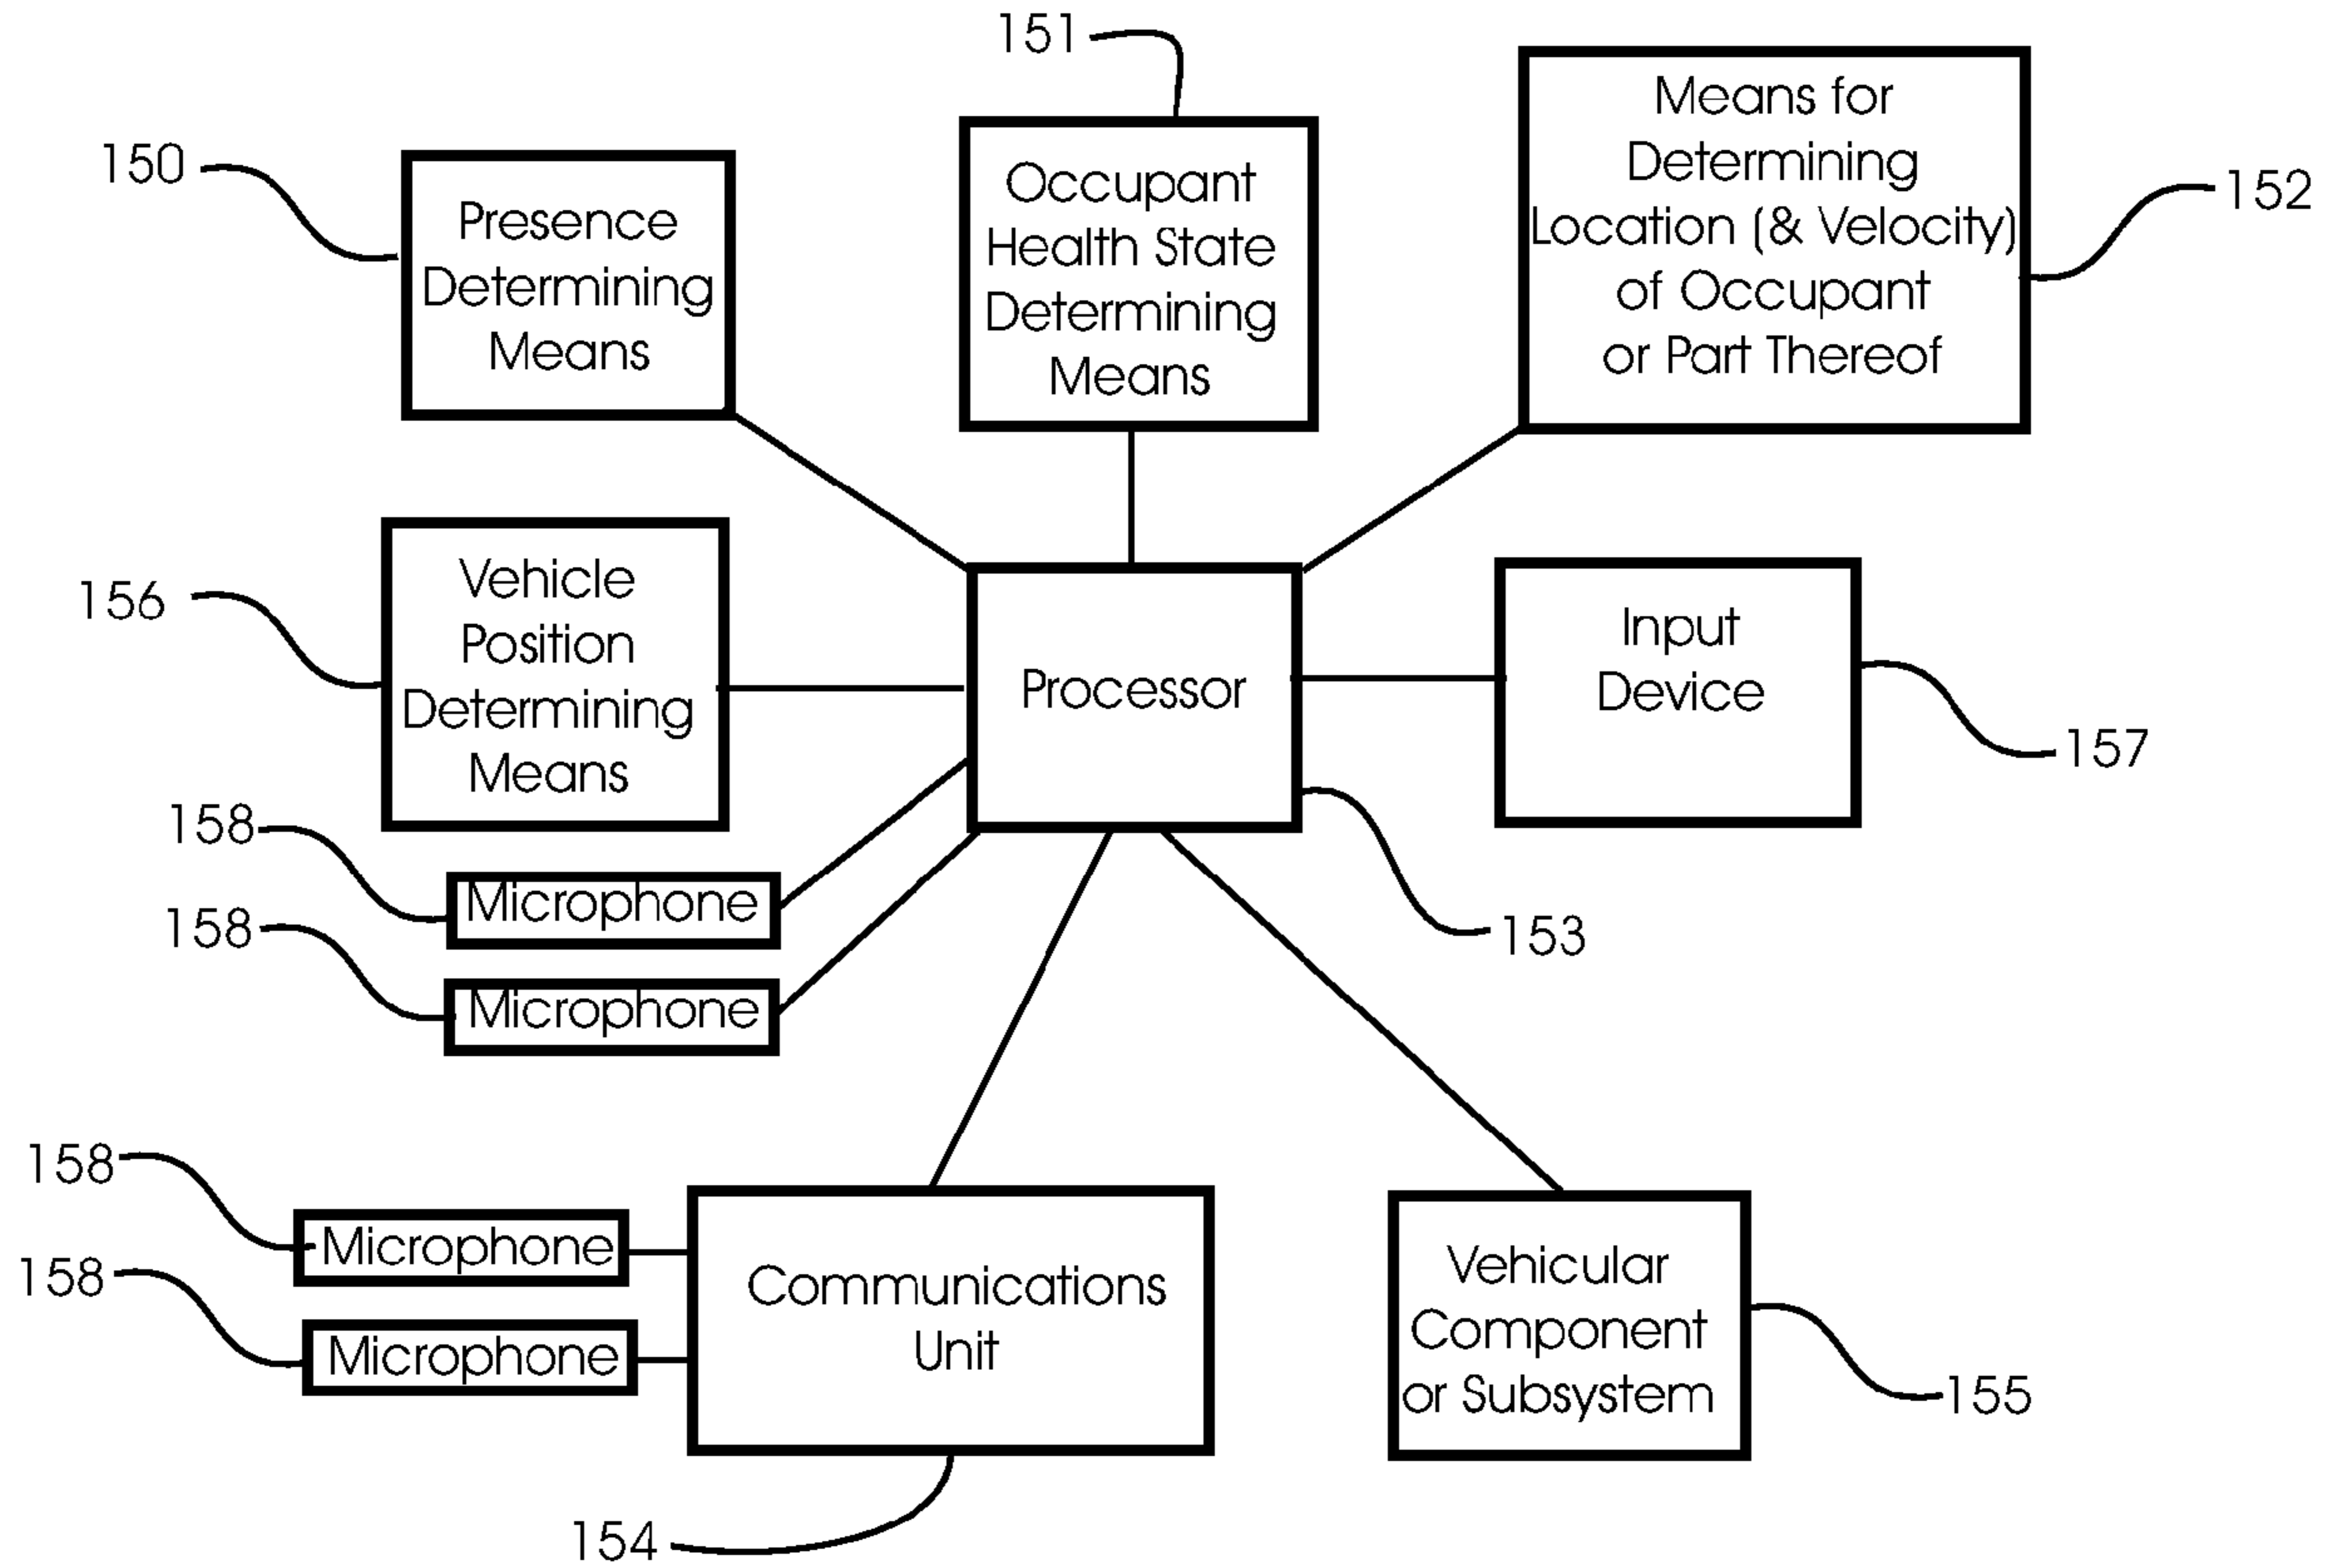 151
150
Presence
Determining
Means
Occupant
Health State
Determining
Means
Means for
Determining
Location (& Velocity)
of Occupant
or Part Thereof
152
156
Vehicle
Position
Determining
Means
Processor
Input
Device
157
158
Microphone
158
Microphone
153
158
Microphone
158
Microphone
Communications
Unit
Vehicular
Component
or Subsystem
155
154